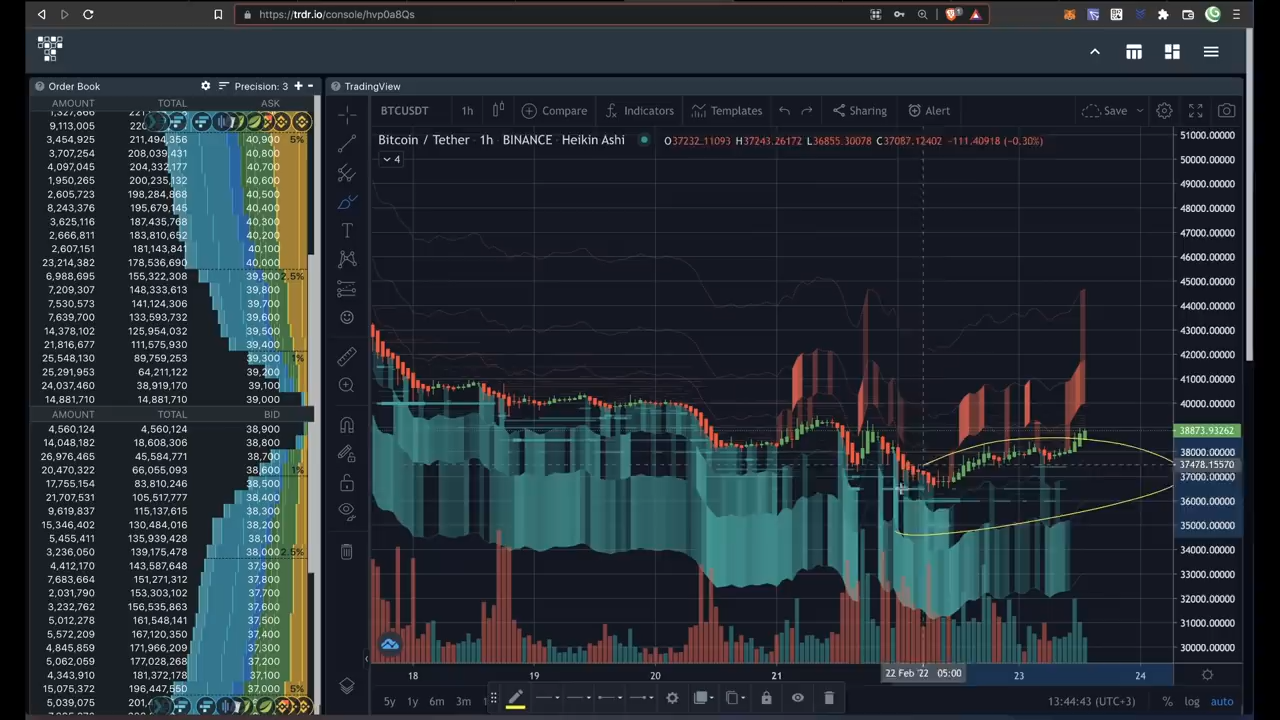 https://trdr.io/console/hvp0a8Qs
Order Book
Precision: 3
AMOUNT TOTAL ASK
9,113,005
3,454,925 211,494,356 40,900 5%
3,707,254 208,039,431 40,800
4,097,045 204,332,177 40,700
1,950,265 200,235,132 40,600
2,605,723 198,284,868 40,500
8,243,376 195,679,145 40,400
3,625,116 187,435,768 40,300
2,666,811 183,810,652 40,200
2,607,151 181,143,841 40,100
23,214,382 178,536,690 40,000
6,988,695 155,322,308 39,900 2.5%
7,209,307 148,333,613 39,800
7,530,573 141,124,306 39,700
7,639,700 133,593,732 39,600
14,378,102 125,954,032 39,500
21,816,677 111,575,930 39,400
25,548,130 89,759,253 39,300 1%
25,291,953 64,211,122 39,200
24,037,460 38,919,170 39,100
14,881,710 14,881,710 39,000
AMOUNT TOTAL BID
4,560,124 4,560,124 38,900
14,048,182 18,608,306 38,800
26,976,465 45,584,771 38,700
20,470,322 66,055,093 38,600 1%
17,755,154 83,810,246 38,500
21,707,531 105,517,777 38,400
9,619,837 115,137,615 38,300
15,346,402 130,484,016 38,200
5,455,411 135,939,428 38,100
3,236,050 139,175,478 38,000 2.5%
4,412,170 143,587,648 37,900
7,683,664 151,271,312 37,800
2,031,790 153,303,102 37,700
3,232,762 156,535,863 37,600
5,012,278 161,548,141 37,500
5,572,209 167,120,350 37,400
4,845,859 171,966,209 37,300
5,062,059 177,028,268 37,200
4,343,910 181,372,178 37,100
15,075,372 196,447,550 37,000 5%
5,039,075
TradingView
BTCUSDT 1h Compare Indicators Templates Sharing Alert Save
Bitcoin / Tether · 1h · BINANCE · Heikin Ashi O37232.11093 H37243.26172 L36855.30078 C37087.12402 -111.40918 (-0.30%)
4
51000.00000
50000.00000
49000.00000
48000.00000
47000.00000
46000.00000
45000.00000
44000.00000
43000.00000
42000.00000
41000.00000
40000.00000
38873.93262
38000.00000
37478.15570
37000.00000
36000.00000
35000.00000
34000.00000
33000.00000
32000.00000
31000.00000
30000.00000
18 19 20 21 22 Feb '22 05:00 23 24
5y 1y 6m 3m 1m
13:44:43 (UTC+3) % log auto